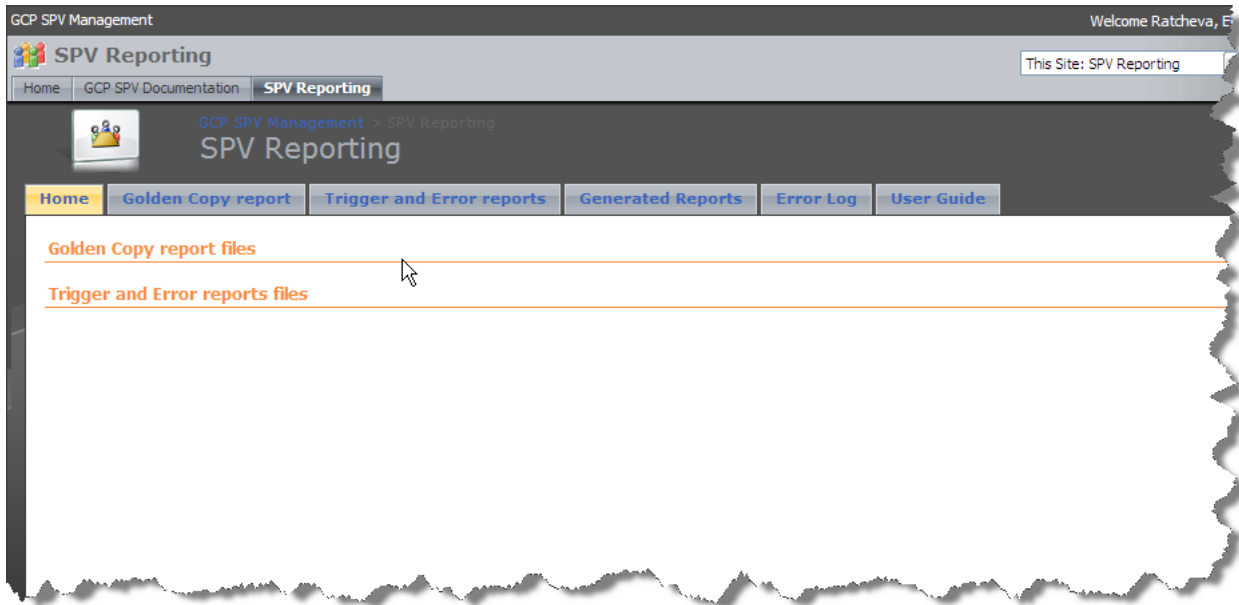 GCP SPV Management Welcome Ratcheva,
SPV Reporting
This Site: SPV Reporting
Home GCP SPV Documentation SPV Reporting
GCP SPV Management > SPV Reporting
SPV Reporting
Home Golden Copy report Trigger and Error reports Generated Reports Error Log User Guide
Golden Copy report files
Trigger and Error reports files